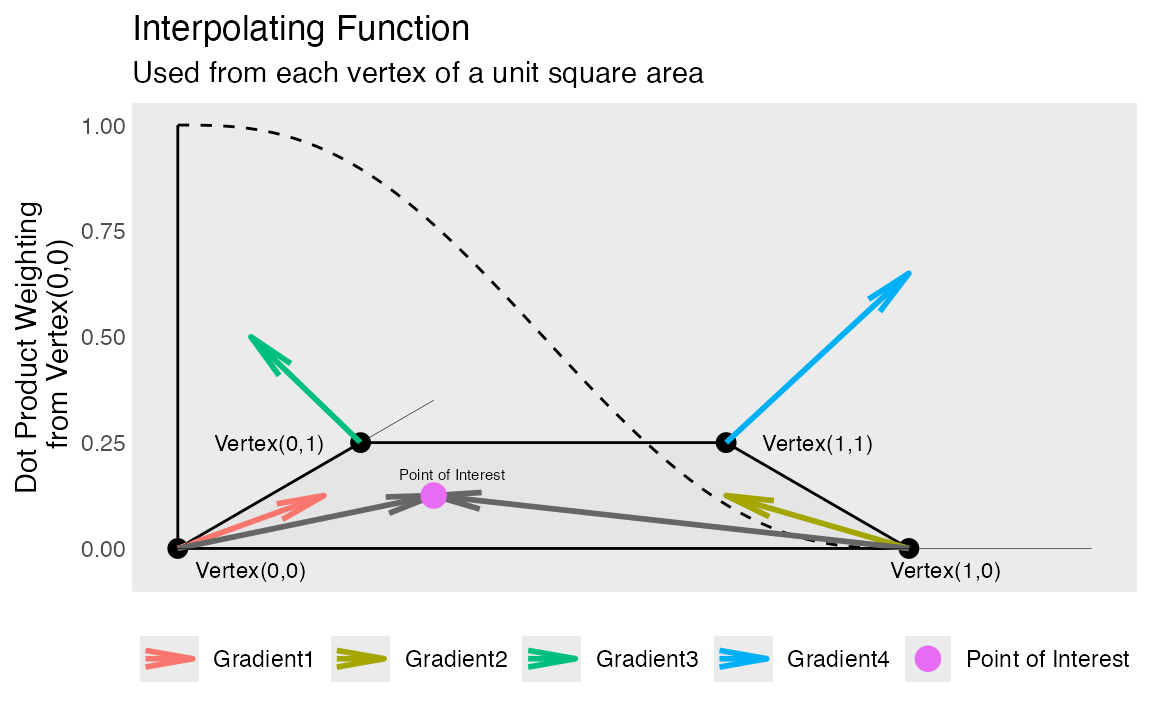 Interpolating Function
Used from each vertex of a unit square area
Dot Product Weighting
from Vertex(0,0)
1.00
0.75
0.50
0.25
0.00
Vertex(0,1)
Vertex(1,1)
Point of Interest
Vertex(0,0)
Vertex(1,0)
Gradient1
Gradient2
Gradient3
Gradient4
Point of Interest